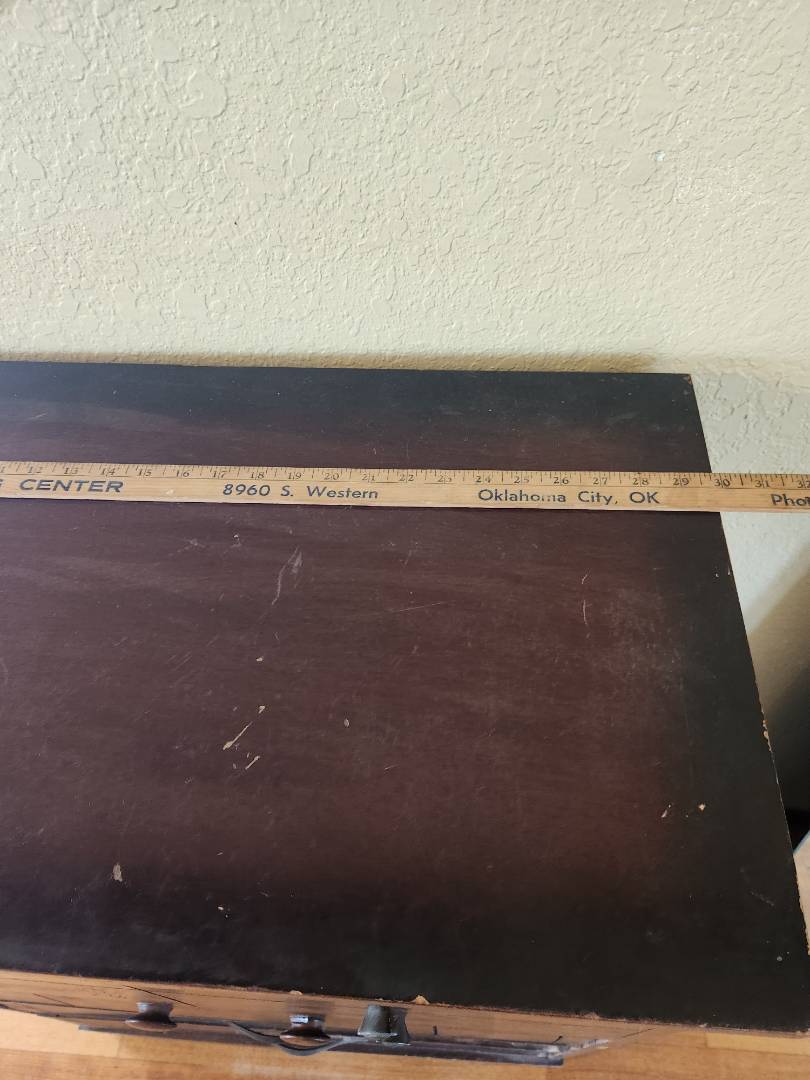 12 13 14 15 16 17 18 19 20 21 22 23 24 25 26 27 28 29 30 31
CENTER 8960 S. Western Oklahoma City, OK